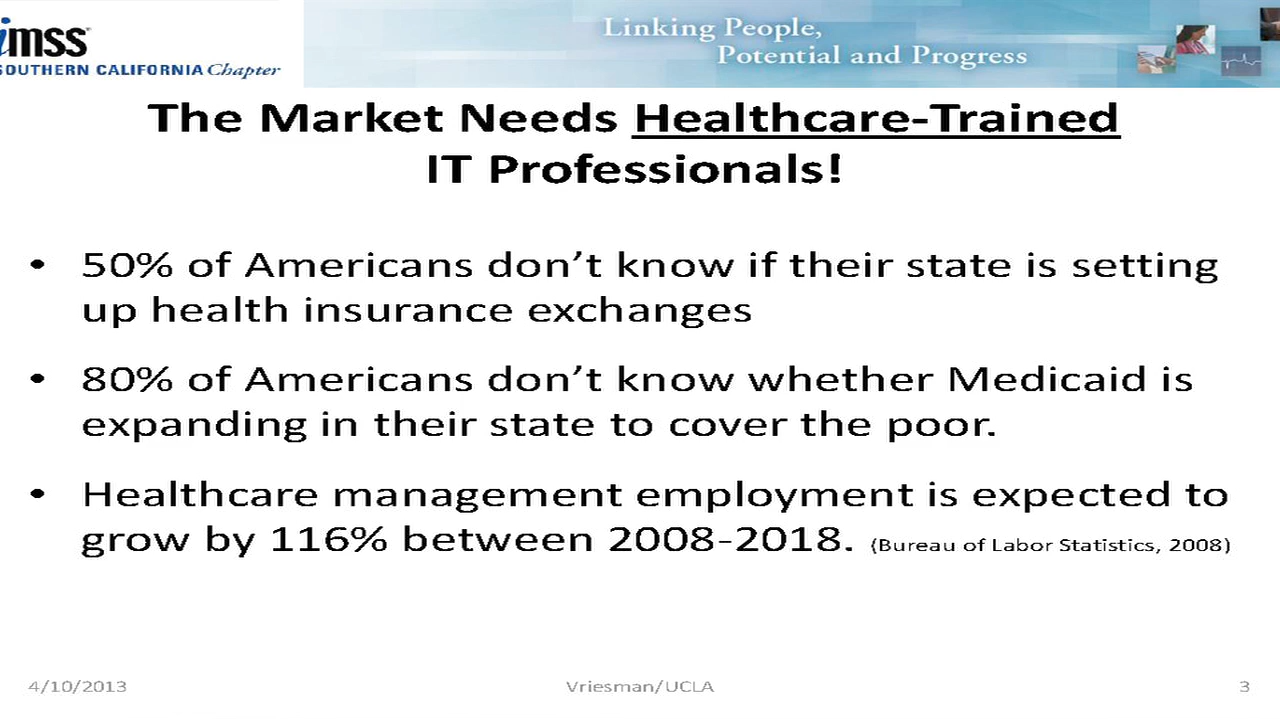 imss
SOUTHERN CALIFORNIA Chapter
Linking People,
Potential and Progress
The Market Needs Healthcare-Trained
IT Professionals!
• 50% of Americans don’t know if their state is setting
up health insurance exchanges
• 80% of Americans don’t know whether Medicaid is
expanding in their state to cover the poor.
• Healthcare management employment is expected to
grow by 116% between 2008-2018. (Bureau of Labor Statistics, 2008)
4/10/2013
Vriesman/UCLA
3